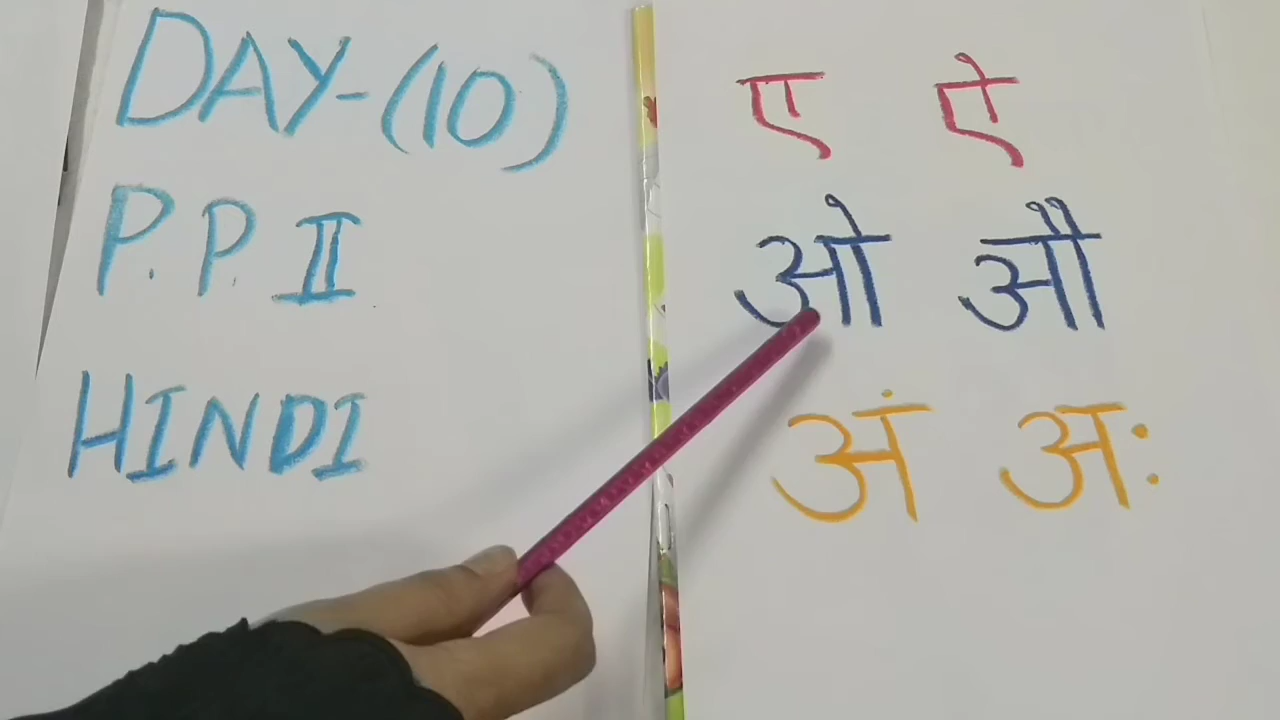 DAY-(10)
P.P. II
HINDI
ए ऐ
ओ औ
अं अः